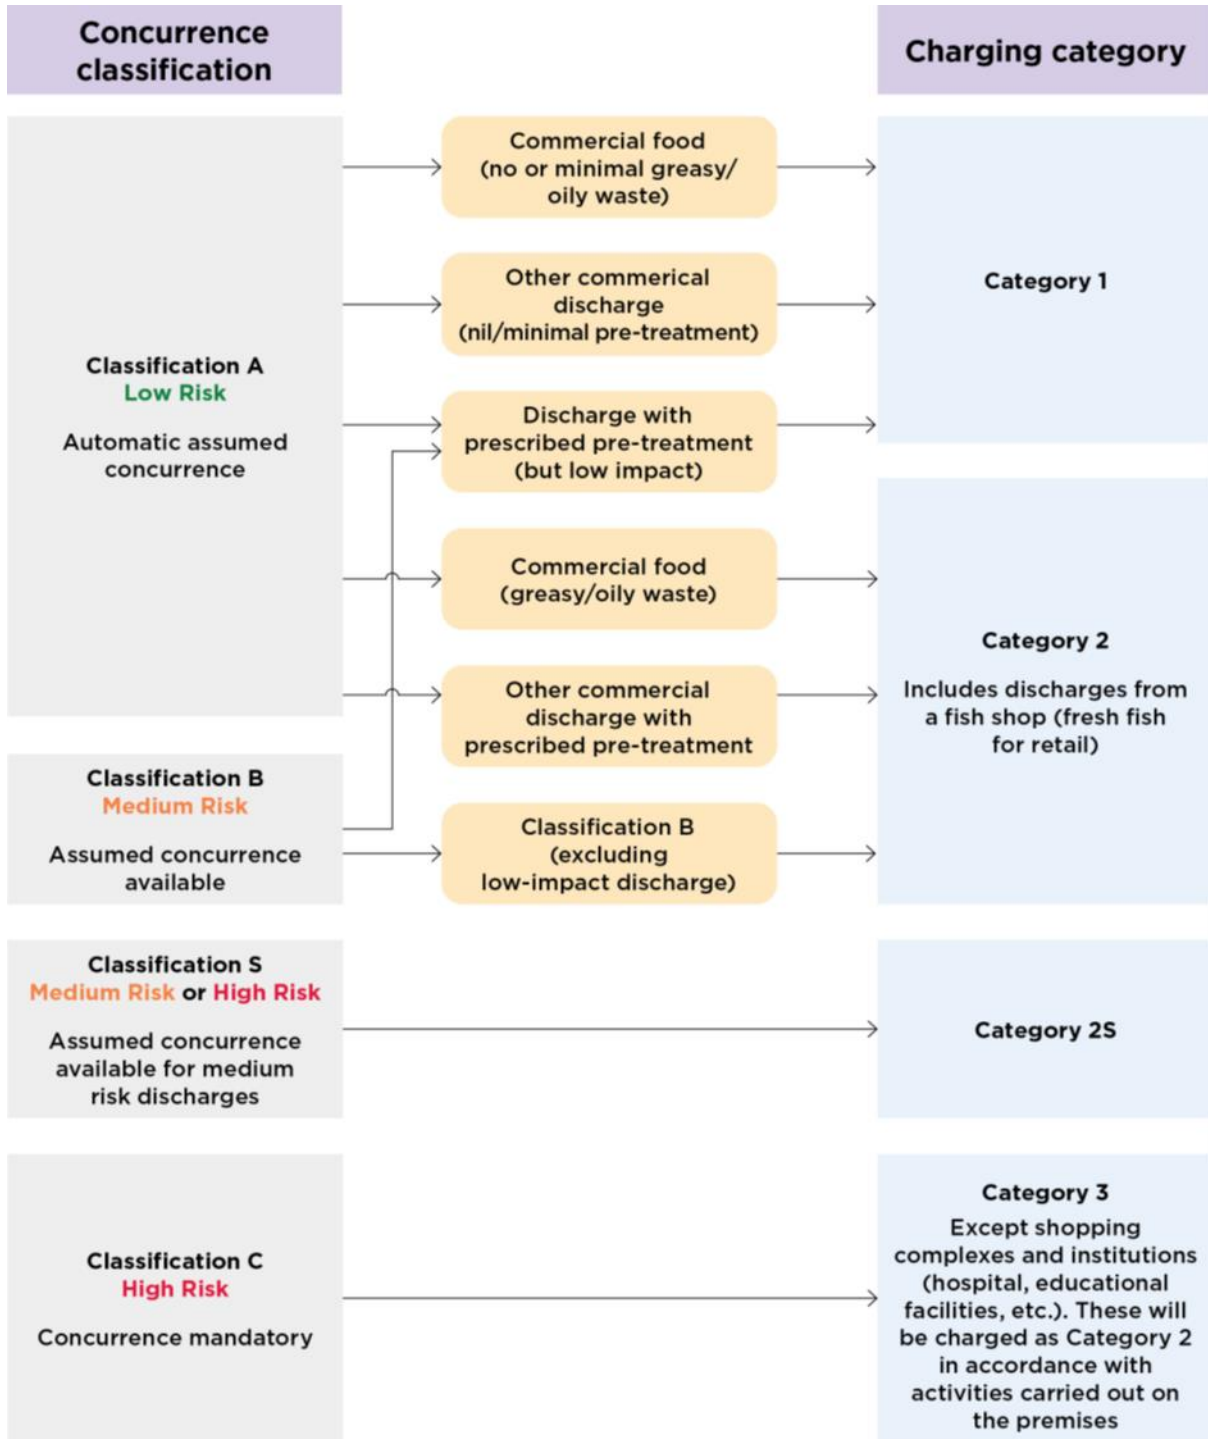 Concurrence
classification
Charging category
Classification A
Low Risk
Automatic assumed
concurrence
Commercial food
(no or minimal greasy/
oily waste)
Other commerical
discharge
(nil/minimal pre-treatment)
Discharge with
prescribed pre-treatment
(but low impact)
Category 1
Commercial food
(greasy/oily waste)
Other commercial
discharge with
prescribed pre-treatment
Classification B
Medium Risk
Assumed concurrence
available
Classification B
(excluding
low-impact discharge)
Category 2
Includes discharges from
a fish shop (fresh fish
for retail)
Classification S
Medium Risk or High Risk
Assumed concurrence
available for medium
risk discharges
Category 2S
Classification C
High Risk
Concurrence mandatory
Category 3
Except shopping
complexes and institutions
(hospital, educational
facilities, etc.). These will
be charged as Category 2
in accordance with
activities carried out on
the premises